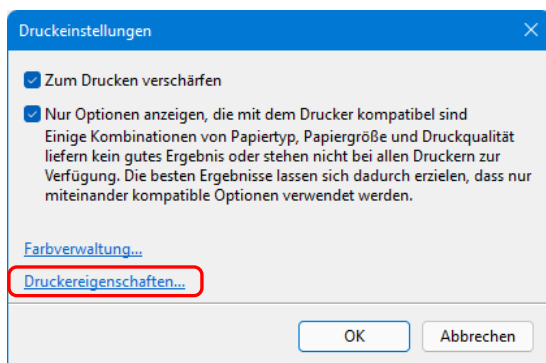 Druckeinstellungen
Zum Drucken verschärfen
Nur Optionen anzeigen, die mit dem Drucker kompatibel sind
Einige Kombinationen von Papiertyp, Papiergröße und Druckqualität
liefern kein gutes Ergebnis oder stehen nicht bei allen Druckern zur
Verfügung. Die besten Ergebnisse lassen sich dadurch erzielen, dass nur
miteinander kompatible Optionen verwendet werden.
Farbverwaltung...
Druckereigenschaften...
OK Abbrechen